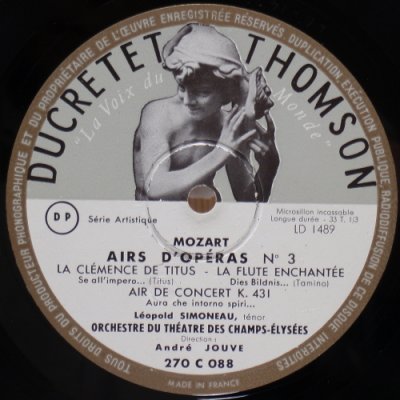 TOUS DROITS DU PRODUCTEUR PHONOGRAPHIQUE ET DU PROPRIÉTAIRE DE L'ŒUVRE ENREGISTRÉE RÉSERVÉS. DUPLICATION, EXÉCUTION PUBLIQUE, RADIODIFFUSION DE CE DISQUE INTERDITES
DUCRETET THOMSON
"La Voix du Monde"
DP
Série Artistique
Microsillon incassable
Longue durée - 33 T. 1/3
LD 1489
MOZART
AIRS D'OPÉRAS N° 3
LA CLÉMENCE DE TITUS - LA FLUTE ENCHANTÉE
Se all'impero... (Titus) Dies Bildnis... (Tamino)
AIR DE CONCERT K. 431
Aura che intorno spiri...
Léopold SIMONEAU, ténor
ORCHESTRE DU THÉATRE DES CHAMPS-ÉLYSÉES
Direction :
André JOUVE
270 C 088
MADE IN FRANCE